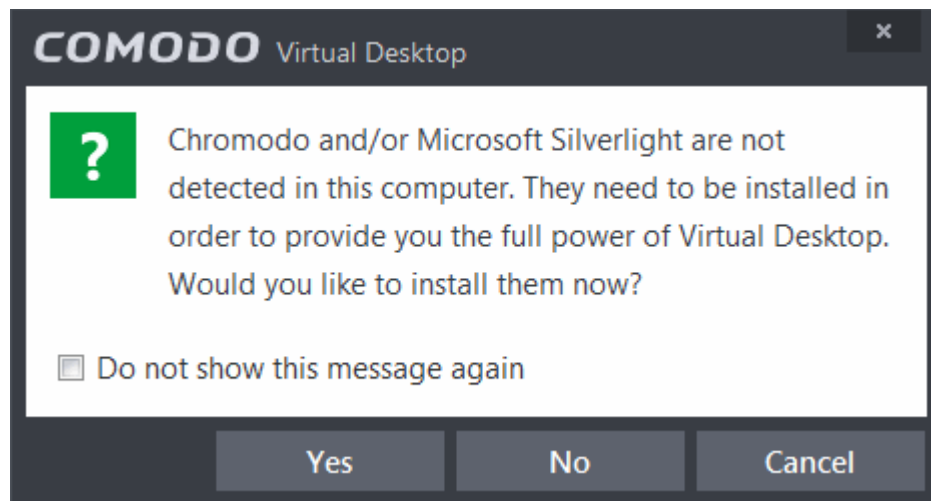 COMODO Virtual Desktop
×
? Chromodo and/or Microsoft Silverlight are not
detected in this computer. They need to be installed in
order to provide you the full power of Virtual Desktop.
Would you like to install them now?
Do not show this message again
Yes No Cancel